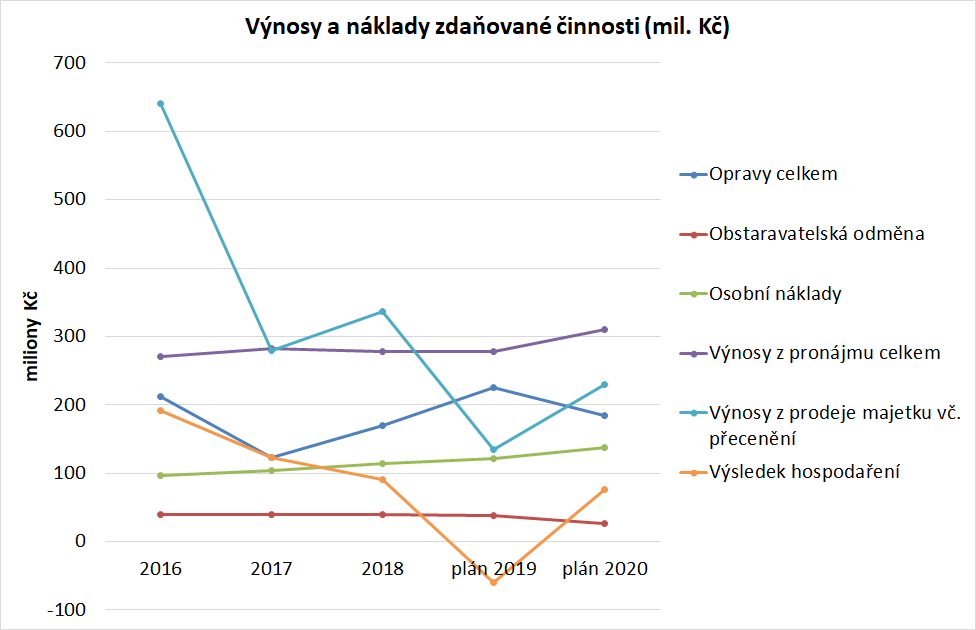 Výnosy a náklady zdaňované činnosti (mil. Kč)
700
600
500
400
300
200
100
0
-100
miliony Kč
2016
2017
2018
plán 2019
plán 2020
Opravy celkem
Obstaravatelská odměna
Osobní náklady
Výnosy z pronájmu celkem
Výnosy z prodeje majetku vč.
přecenění
Výsledek hospodaření